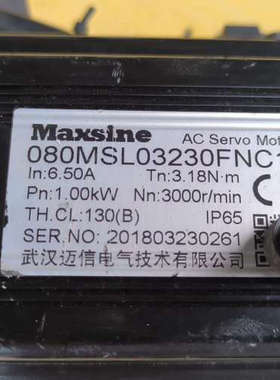 Maxsine AC Servo Mot
080MSL03230FNC
In:6.50A Tn:3.18N·m
Pn:1.00kW Nn:3000r/min
TH.CL:130(B) IP65
SER.NO: 201803230261
武汉迈信电气技术有限公司